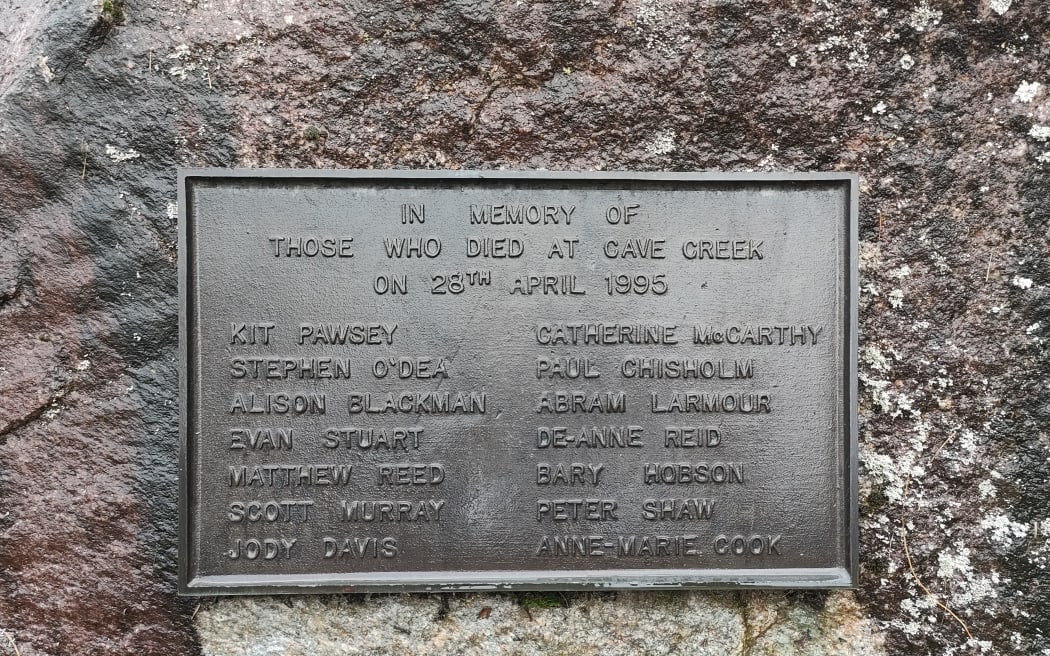 IN MEMORY OF
THOSE WHO DIED AT CAVE CREEK
ON 28TH APRIL 1995
KIT PAWSEY
STEPHEN O'DEA
ALISON BLACKMAN
EVAN STUART
MATTHEW REED
SCOTT MURRAY
JODY DAVIS
CATHERINE McCARTHY
PAUL CHISHOLM
ABRAM LARMOUR
DE-ANNE REID
BARY HOBSON
PETER SHAW
ANNE-MARIE COOK